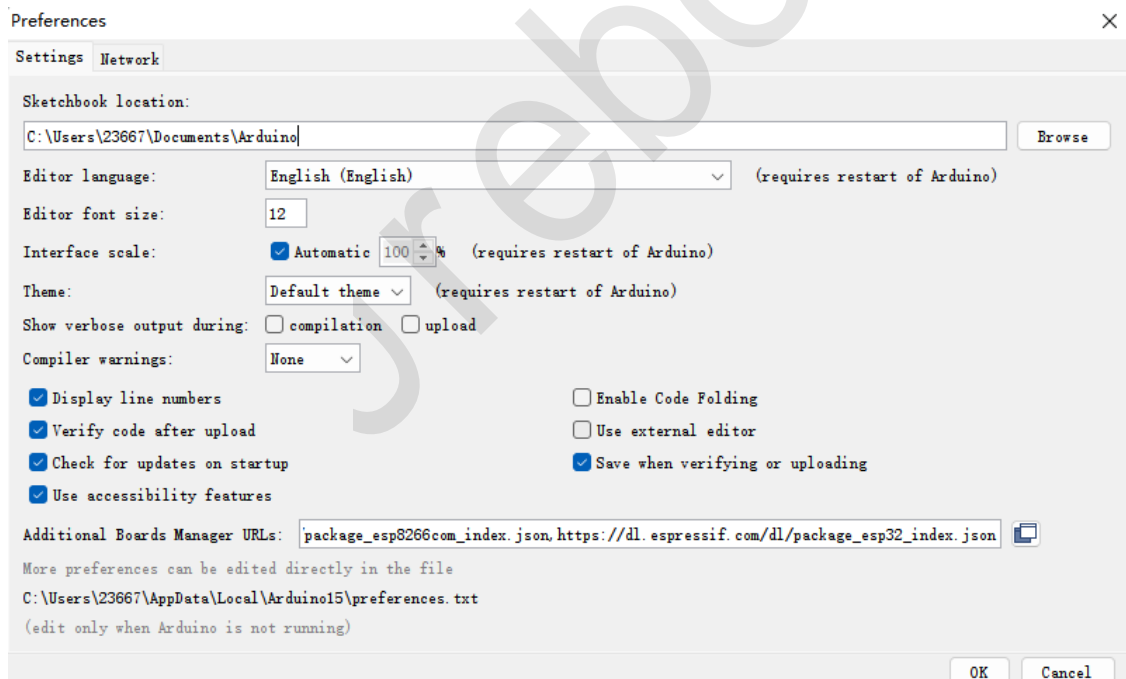 Preferences
Settings Network
Sketchbook location:
C:\Users\23667\Documents\Arduino Browse
Editor language: English (English) (requires restart of Arduino)
Editor font size: 12
Interface scale: Automatic 100 % (requires restart of Arduino)
Theme: Default theme (requires restart of Arduino)
Show verbose output during: compilation upload
Compiler warnings: None
Display line numbers Enable Code Folding
Verify code after upload Use external editor
Check for updates on startup Save when verifying or uploading
Use accessibility features
Additional Boards Manager URLs: package_esp8266com_index.json,https://dl.espressif.com/dl/package_esp32_index.json
More preferences can be edited directly in the file
C:\Users\23667\AppData\Local\Arduino15\preferences.txt
(edit only when Arduino is not running)
OK Cancel